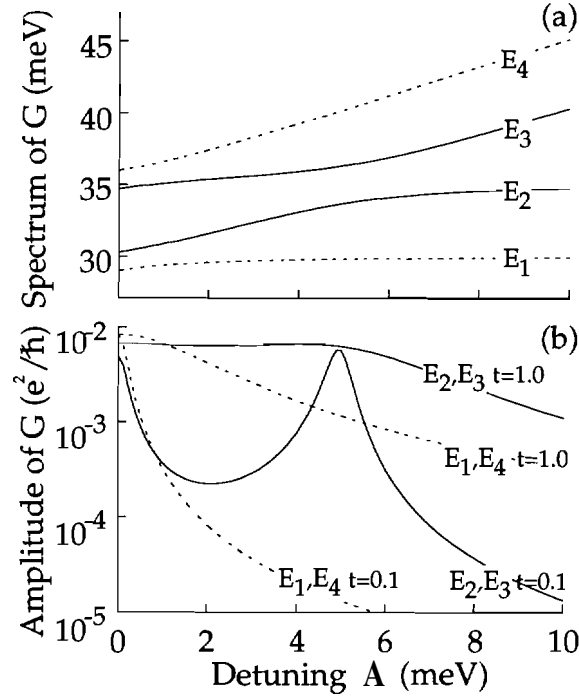 (a)
Spectrum of G (meV)
45
40
35
30
E4
E3
E2
E1
(b)
Amplitude of G (e²/ħ)
10⁻²
10⁻³
10⁻⁴
10⁻⁵
E2,E3 t=1.0
E1,E4 t=1.0
E1,E4 t=0.1
E2,E3 t=0.1
0 2 4 6 8 10
Detuning A (meV)